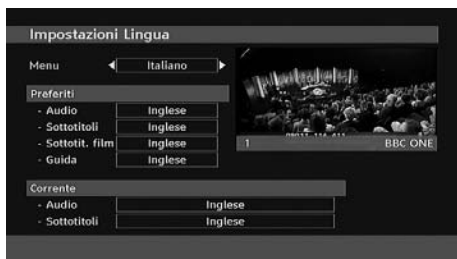 Impostazioni Lingua
Menu Italiano
Preferiti
- Audio Inglese
- Sottotitoli Inglese
- Sottotit. film Inglese
- Guida Inglese
1 BBC ONE
Corrente
- Audio Inglese
- Sottotitoli Inglese